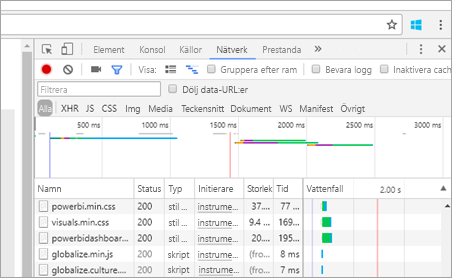 Element Konsol Källor Nätverk Prestanda »
Visa: Gruppera efter ram Bevara logg Inaktivera cach
Filtrera Dölj data-URL:er
Alla XHR JS CSS Img Media Teckensnitt Dokument WS Manifest Övrigt
500 ms 1000 ms 1500 ms 2000 ms 2500 ms 3000 ms
Namn Status Typ Initierare Storlek Tid Vattenfall 2.00 s
powerbi.min.css 200 stil ... instrume... 37.... 77 ...
visuals.min.css 200 stil ... instrume... 9.4 ... 169...
powerbidashboar... 200 stil ... instrume... 20.... 195...
globalize.min.js 200 skript instrume... (fro... 8 ms
globalize.culture.... 200 skript instrume... (fro... 7 ms